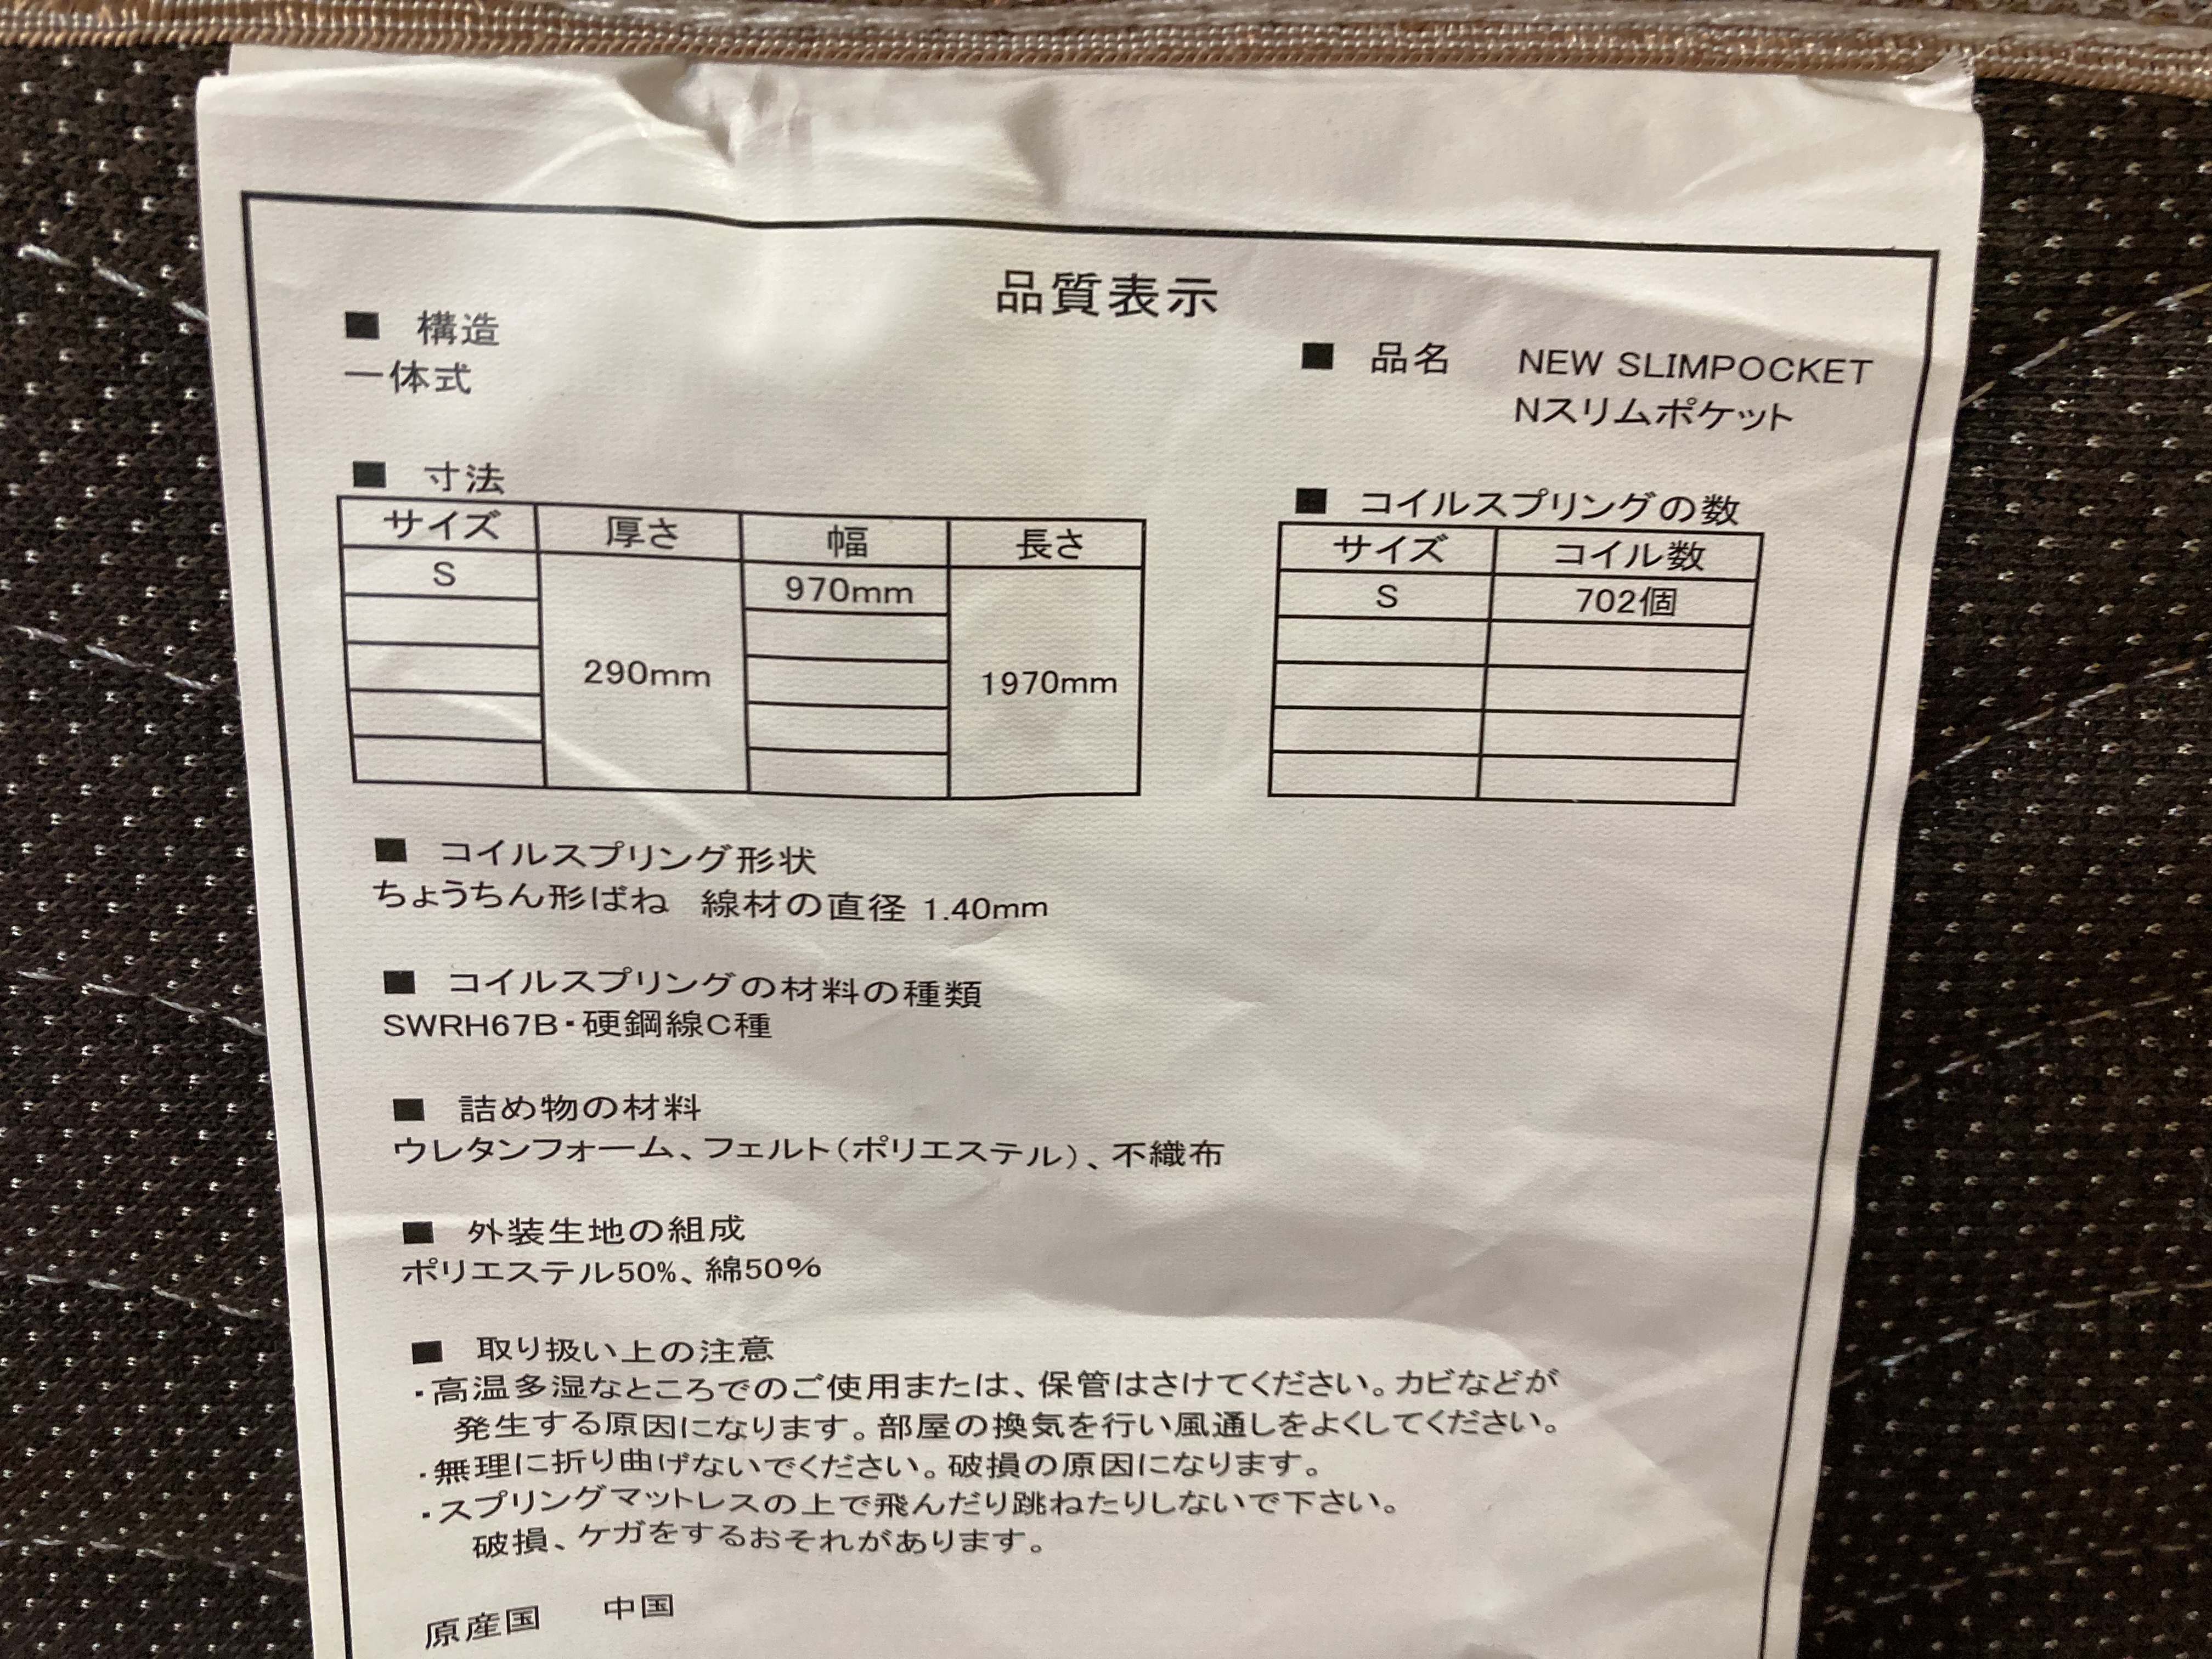 品質表示
■ 構造
一体式
■ 品名 NEW SLIMPOCKET
Nスリムポケット
■ 寸法
サイズ 厚さ 幅 長さ
S 290mm 970mm 1970mm
■ コイルスプリングの数
サイズ コイル数
S 702個
■ コイルスプリング形状
ちょうちん形ばね 線材の直径 1.40mm
■ コイルスプリングの材料の種類
SWRH67B・硬鋼線C種
■ 詰め物の材料
ウレタンフォーム、フェルト(ポリエステル)、不織布
■ 外装生地の組成
ポリエステル50%、綿50%
■ 取り扱い上の注意
・高温多湿なところでのご使用または、保管はさけてください。カビなどが
発生する原因になります。部屋の換気を行い風通しをよくしてください。
・無理に折り曲げないでください。破損の原因になります。
・スプリングマットレスの上で飛んだり跳ねたりしないで下さい。
破損、ケガをするおそれがあります。
原産国 中国